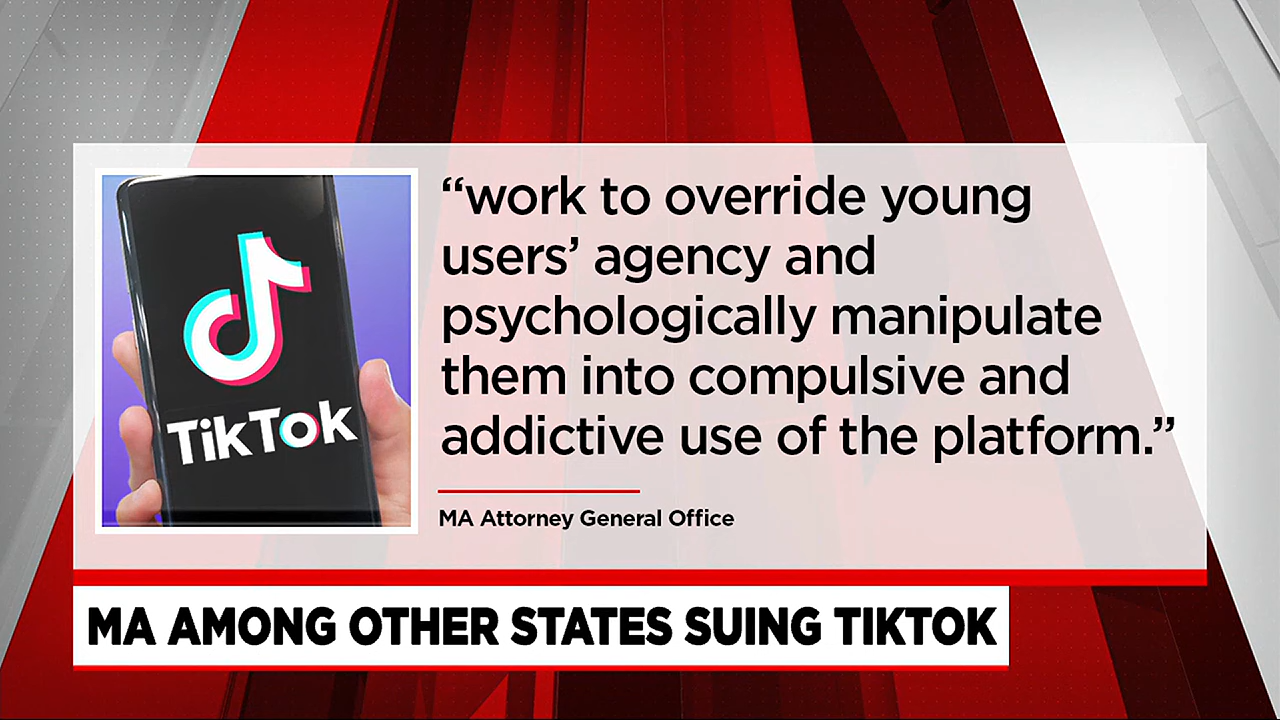 TikTok
“work to override young
users’ agency and
psychologically manipulate
them into compulsive and
addictive use of the platform.”
MA Attorney General Office
MA AMONG OTHER STATES SUING TIKTOK